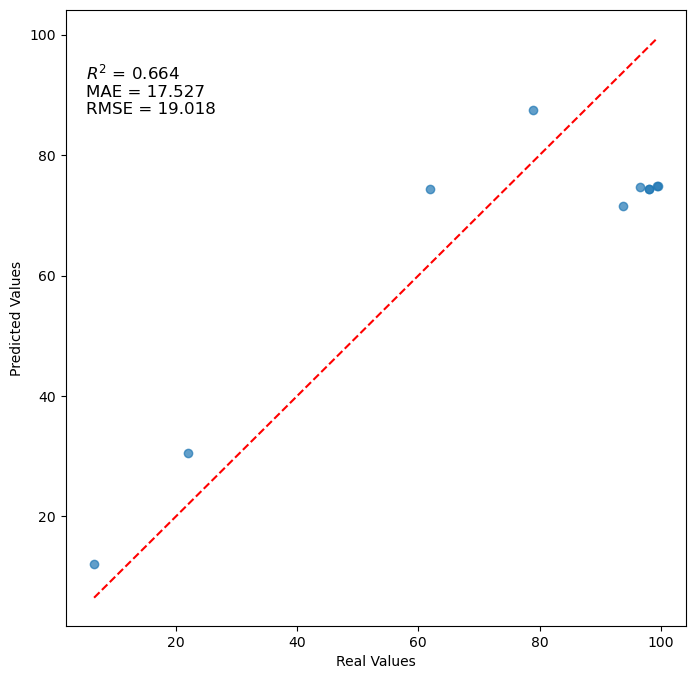 100
80
60
40
20
R² = 0.664
MAE = 17.527
RMSE = 19.018
Predicted Values
20 40 60 80 100
Real Values